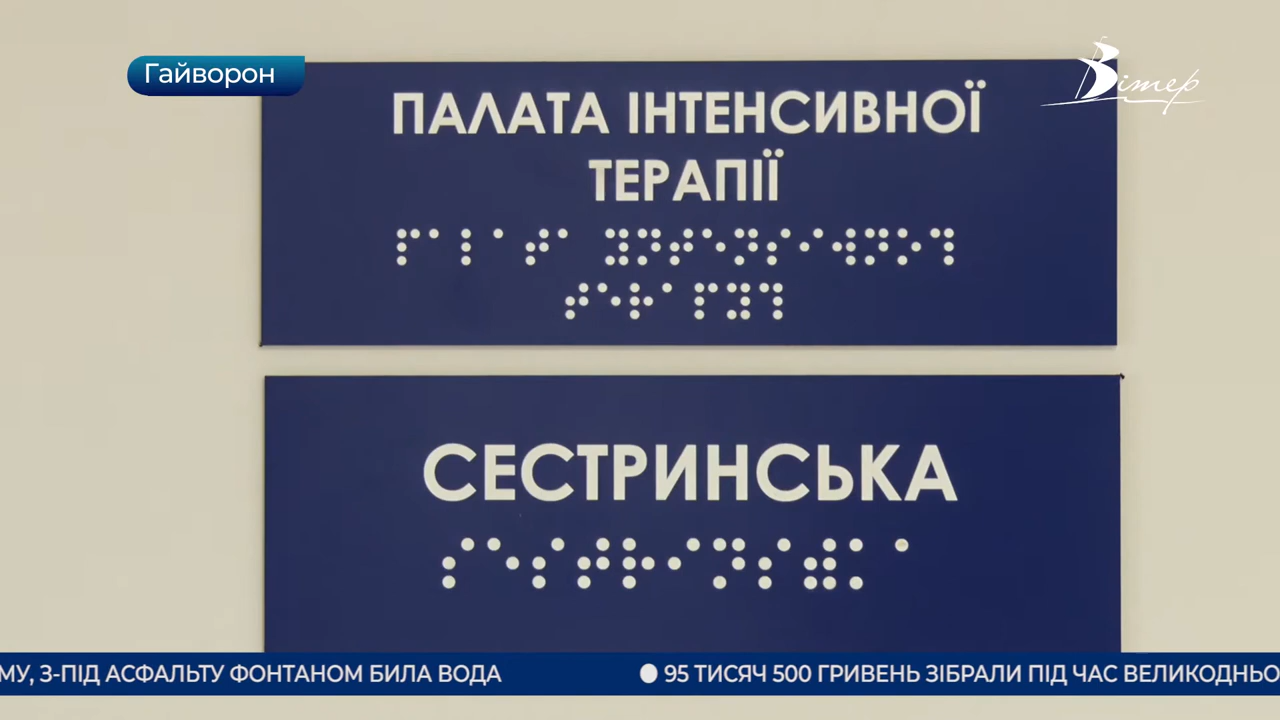 Гайворон
Вітер
ПАЛАТА ІНТЕНСИВНОЇ
ТЕРАПІЇ
СЕСТРИНСЬКА
МУ, З-ПІД АСФАЛЬТУ ФОНТАНОМ БИЛА ВОДА
95 ТИСЯЧ 500 ГРИВЕНЬ ЗІБРАЛИ ПІД ЧАС ВЕЛИКОДНЬО